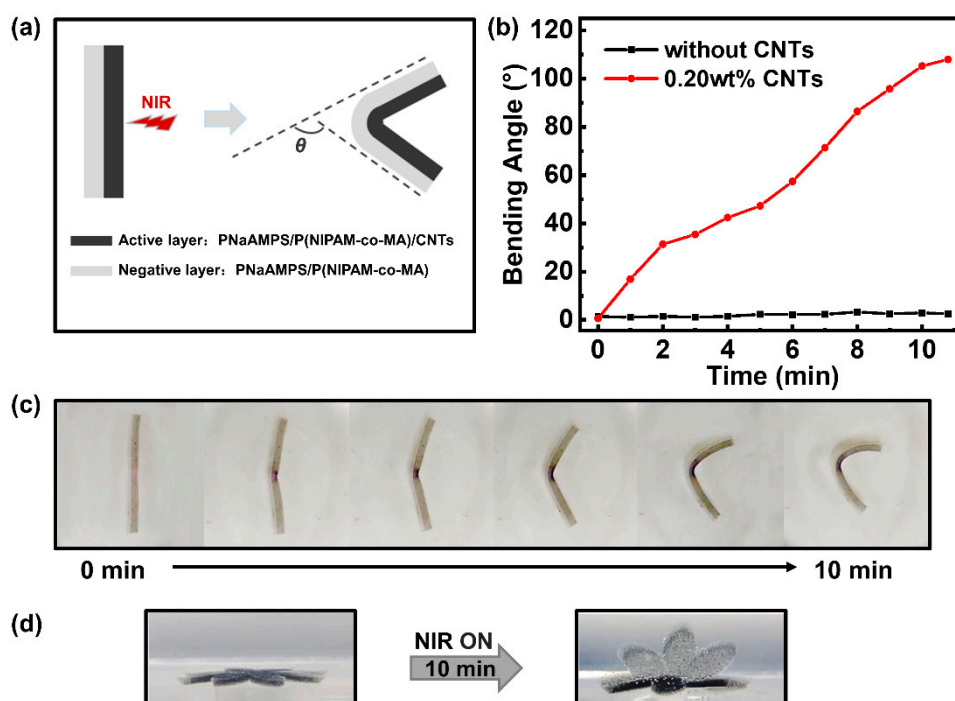 (a)
NIR
θ
Active layer: PNaAMPS/P(NIPAM-co-MA)/CNTs
Negative layer: PNaAMPS/P(NIPAM-co-MA)
(b)
without CNTs
0.20wt% CNTs
Bending Angle (°)
120
100
80
60
40
20
0
0 2 4 6 8 10
Time (min)
(c)
0 min
10 min
(d)
NIR ON
10 min